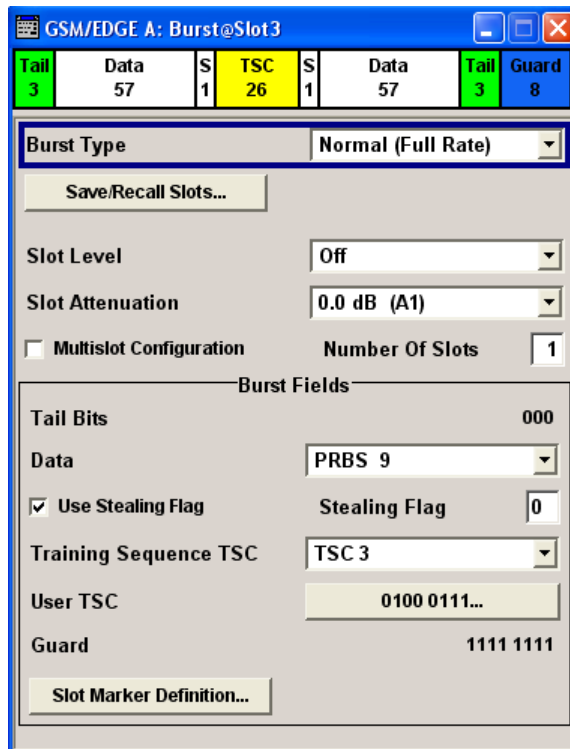 GSM/EDGE A: Burst@Slot3
Tail Data S TSC S Data Tail Guard
3 57 1 26 1 57 3 8
Burst Type Normal (Full Rate)
Save/Recall Slots...
Slot Level Off
Slot Attenuation 0.0 dB (A1)
Multislot Configuration Number Of Slots 1
Burst Fields
Tail Bits 000
Data PRBS 9
Use Stealing Flag Stealing Flag 0
Training Sequence TSC TSC 3
User TSC 0100 0111...
Guard 1111 1111
Slot Marker Definition...